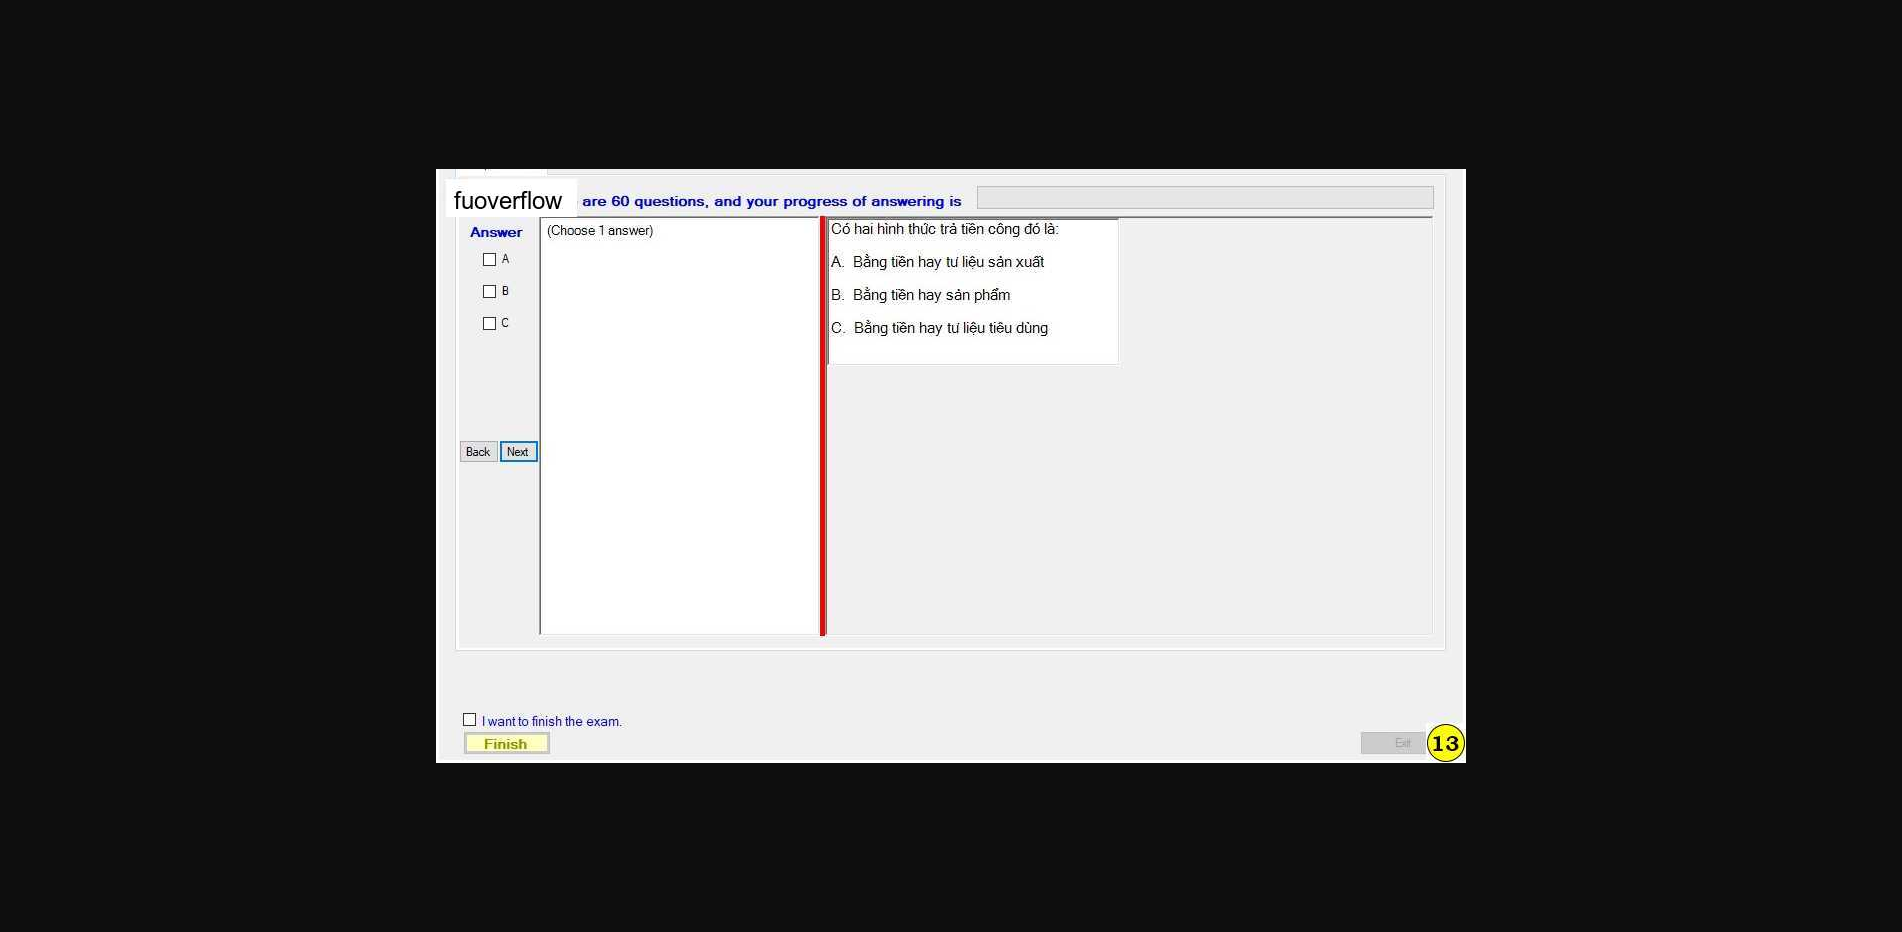 fuoverflow are 60 questions, and your progress of answering is
Answer
A
B
C
Back Next
(Choose 1 answer)
Có hai hình thức trả tiền công đó là:
A. Bằng tiền hay tư liệu sản xuất
B. Bằng tiền hay sản phẩm
C. Bằng tiền hay tư liệu tiêu dùng
I want to finish the exam.
Finish
Exit
13